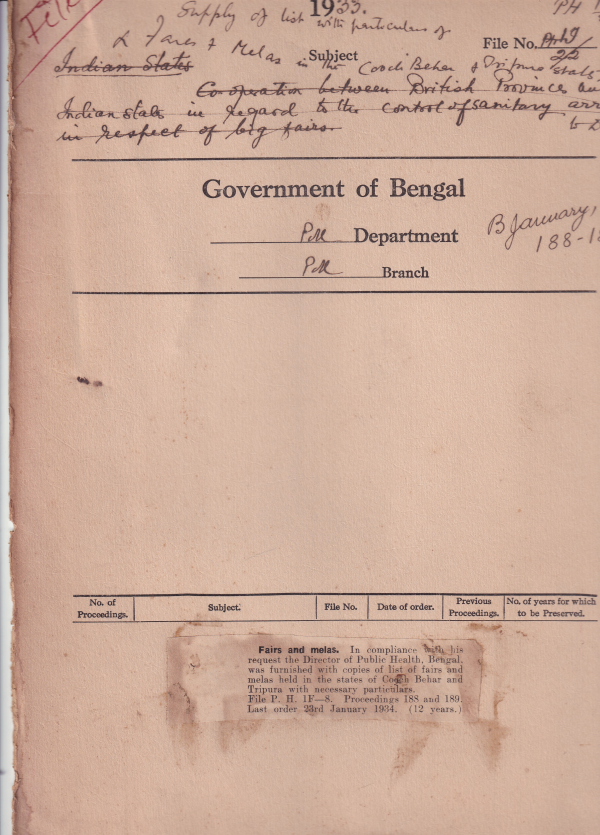 File
1933.
PH
Supply of list with particulars
of Fares & Melas in the Cooch Behar & Tripura States
Subject
File No.
Indian States
Co-operation between British Provinces
Indian states in regard to the control of sanitary
in respect of big fairs.
Government of Bengal
PH Department
PH Branch
B January,
188-
No. of Proceedings.
Subject.
File No.
Date of order.
Previous Proceedings.
No. of years for which to be Preserved.
Fairs and melas. In compliance with his
request the Director of Public Health, Bengal,
was furnished with copies of list of fairs and
melas held in the states of Cooch Behar and
Tripura with necessary particulars.
File P. H. 1F—8. Proceedings 188 and 189.
Last order 23rd January 1934. (12 years.)